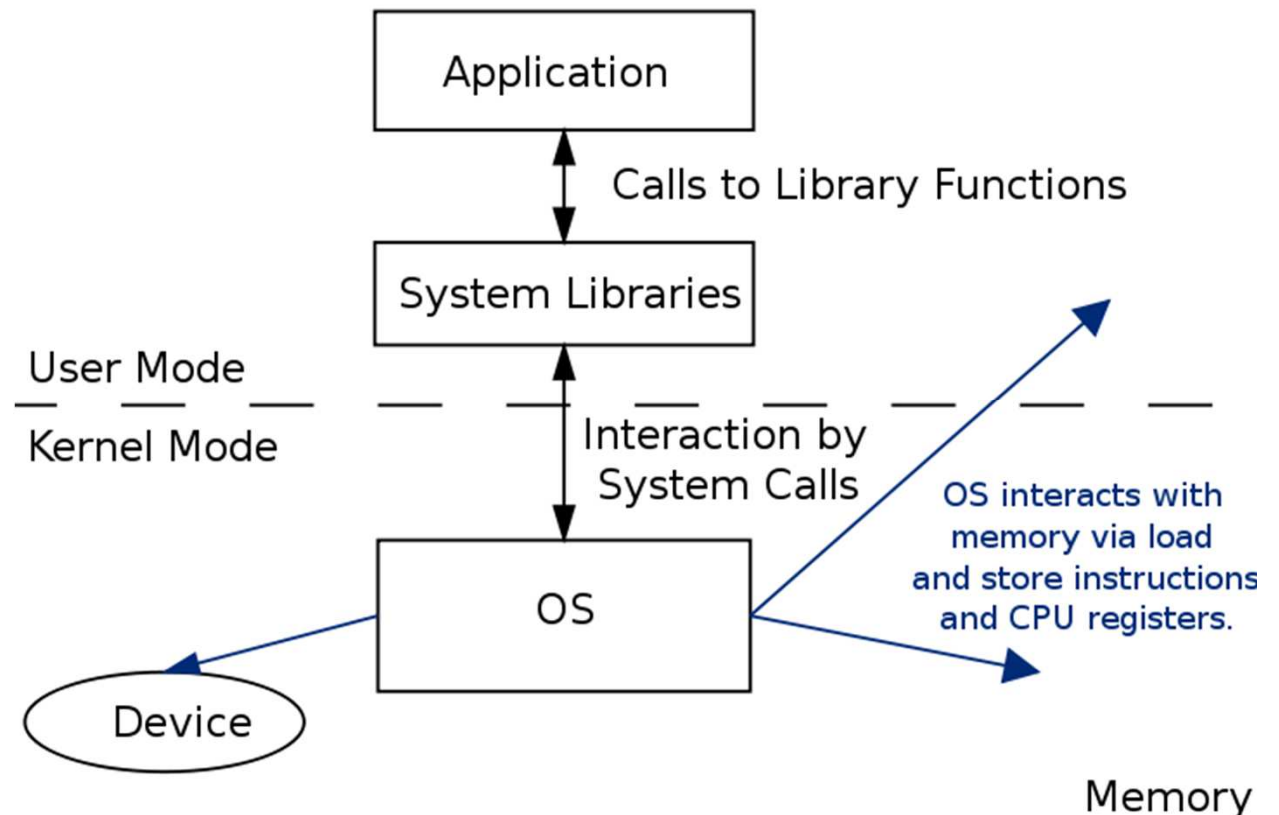 Application
Calls to Library Functions
System Libraries
User Mode
Kernel Mode
Interaction by
System Calls
OS interacts with
memory via load
and store instructions
and CPU registers.
OS
Device
Memory